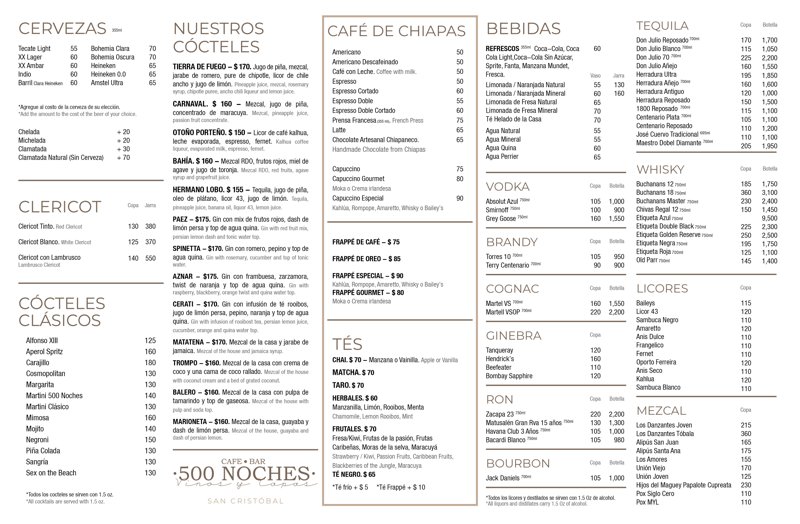 CERVEZAS 355ml
Tecate Light 55
XX Lager 60
XX Ambar 60
Indio 60
Barril Clara Heineken 60
Bohemia Clara 70
Bohemia Oscura 70
Heineken 65
Heineken 0.0 65
Amstel Ultra 65
*Agregue al costo de la cerveza de su elección.
*Add the amount to the cost of the beer of your choice.
Chelada + 20
Michelada + 20
Clamatada + 30
Clamatada Natural (Sin Cerveza) + 70
CLERICOT Copa Jarra
Clericot Tinto. Red Clericot 130 380
Clericot Blanco. White Clericot 125 370
Clericot con Lambrusco 140 550
Lambrusco Clericot
CÓCTELES
CLÁSICOS
Alfonso XIII 125
Aperol Spritz 160
Carajillo 180
Cosmopolitan 130
Margarita 130
Martini 500 Noches 140
Martini Clásico 130
Mimosa 160
Mojito 140
Negroni 150
Piña Colada 130
Sangría 130
Sex on the Beach 130
*Todos los cocteles se sirven con 1.5 oz.
*All cocktails are served with 1.5 oz.
NUESTROS
CÓCTELES
TIERRA DE FUEGO – $ 170. Jugo de piña, mezcal,
jarabe de romero, pure de chipotle, licor de chile
ancho y jugo de limón. Pineapple juice, mezcal, rosemary
syrup, chipotle puree, ancho chili liqueur and lemon juice.
CARNAVAL. $ 160 – Mezcal, jugo de piña,
concentrado de maracuya. Mezcal, pineapple juice,
passion fruit concentrate.
OTOÑO PORTEÑO. $ 150 – Licor de café kalhua,
leche evaporada, espresso, fernet. Kalhua coffee
liqueur, evaporated milk, espresso, fernet.
BAHÍA. $ 160 – Mezcal RDO, frutos rojos, miel de
agave y jugo de toronja. Mezcal RDO, red fruits, agave
syrup and grapefruit juice.
HERMANO LOBO. $ 155 – Tequila, jugo de piña,
oleo de plátano, licor 43, jugo de limón. Tequila,
pineapple juice, banana oil, liquor 43, lemon juice.
PAEZ – $175. Gin con mix de frutos rojos, dash de
limón persa y top de agua quina. Gin with red fruit mix,
persian lemon dash and tonic water top.
SPINETTA – $170. Gin con romero, pepino y top de
agua quina. Gin with rosemary, cucumber and top of tonic
water.
AZNAR – $175. Gin con frambuesa, zarzamora,
twist de naranja y top de agua quina. Gin with
raspberry, blackberry, orange twist and quina water top.
CERATI – $170. Gin con infusión de té rooibos,
jugo de limón persa, pepino, naranja y top de agua
quina. Gin with infusion of rooibost tea, persian lemon juice,
cucumber, orange and quina water top.
MATATENA – $170. Mezcal de la casa y jarabe de
jamaica. Mezcal of the house and jamaica syrup.
TROMPO – $160. Mezcal de la casa con crema de
coco y una cama de coco rallado. Mezcal of the house
with coconut cream and a bed of grated coconut.
BALERO – $160. Mezcal de la casa con pulpa de
tamarindo y top de gaseosa. Mezcal of the house with
pulp and soda top.
MARIONETA – $160. Mezcal de la casa, guayaba y
dash de limón persa. Mezcal of the house, guayaba and
dash of persian lemon.
CAFE • BAR
•500 NOCHES•
Vinos y Tapas
SAN CRISTÓBAL
CAFÉ DE CHIAPAS
Americano 50
Americano Descafeinado 50
Café con Leche. Coffee with milk. 50
Espresso 50
Espresso Cortado 60
Espresso Doble 55
Espresso Doble Cortado 60
Prensa Francesa (355 ml), French Press 75
Latte 65
Chocolate Artesanal Chiapaneco. 65
Handmade Chocolate from Chiapas
Capuccino 75
Capuccino Gourmet 80
Moka o Crema irlandesa
Capuccino Especial 90
Kahlúa, Rompope, Amaretto, Whisky o Bailey's
FRAPPÉ DE CAFÉ – $ 75
FRAPPÉ DE OREO – $ 85
FRAPPÉ ESPECIAL – $ 90
Kahlúa, Rompope, Amaretto, Whisky o Bailey's
FRAPPÉ GOURMET – $ 80
Moka o Crema irlandesa
TÉS
CHAI. $ 70 – Manzana o Vainilla. Apple or Vanilla
MATCHA. $ 70
TARO. $ 70
HERBALES. $ 60
Manzanilla, Limón, Rooibos, Menta
Chamomile, Lemon Rooibos, Mint
FRUTALES. $ 70
Fresa/Kiwi, Frutas de la pasión, Frutas
Caribeñas, Moras de la selva, Maracuyá
Strawberry / Kiwi, Passion Fruits, Caribbean Fruits,
Blackberries of the Jungle, Maracuya
TÉ NEGRO. $ 65
*Té frío + $ 5 *Té Frappé + $ 10
BEBIDAS
REFRESCOS 355ml Coca–Cola, Coca 60
Cola Light,Coca–Cola Sin Azúcar,
Sprite, Fanta, Manzana Mundet,
Fresca. Vaso Jarra
Limonada / Naranjada Natural 55 130
Limonada / Naranjada Mineral 60 160
Limonada de Fresa Natural 65
Limonada de Fresa Mineral 70
Té Helado de la Casa 70
Agua Natural 55
Agua Mineral 55
Agua Quina 60
Agua Perrier 65
VODKA Copa Botella
Absolut Azul 750ml 105 1,000
Smirnoff 750ml 100 900
Grey Goose 750ml 160 1,550
BRANDY Copa Botella
Torres 10 700ml 105 950
Terry Centenario 700ml 90 900
COGNAC Copa Botella
Martel VS 700ml 160 1,550
Martell VSOP 700ml 220 2,200
GINEBRA Copa
Tanqueray 120
Hendrick's 160
Beefeater 110
Bombay Sapphire 120
RON Copa Botella
Zacapa 23 750ml 220 2,200
Matusalén Gran Rva 15 años 750ml 130 1,300
Havana Club 3 Años 750ml 105 1,000
Bacardi Blanco 750ml 105 980
BOURBON Copa Botella
Jack Daniels 700ml 105 1,000
*Todos los licores y destilados se sirven con 1.5 Oz de alcohol.
*All liquors and distillates carry 1.5 Oz of alcohol.
TEQUILA Copa Botella
Don Julio Reposado 700ml 170 1,700
Don Julio Blanco 700ml 115 1,050
Don Julio 70 700ml 225 2,200
Don Julio Añejo 160 1,550
Herradura Ultra 195 1,850
Herradura Añejo 700ml 160 1,600
Herradura Antiguo 120 1,000
Herradura Reposado 150 1,500
1800 Reposado 700ml 115 1,100
Centenario Plata 700ml 105 1,100
Centenario Reposado 110 1,200
José Cuervo Tradicional 695ml 110 1,100
Maestro Dobel Diamante 700ml 205 1,950
WHISKY Copa Botella
Buchanans 12 750ml 185 1,750
Buchanans 18 750ml 360 3,100
Buchanans Master 750ml 230 2,400
Chivas Regal 12 750ml 150 1,450
Etiqueta Azul 750ml 9,500
Etiqueta Double Black 750ml 225 2,300
Etiqueta Golden Reserve 750ml 250 2,500
Etiqueta Negra 750ml 195 1,750
Etiqueta Roja 700ml 125 1,100
Old Parr 750ml 145 1,400
LICORES Copa
Baileys 115
Licor 43 120
Sambuca Negro 110
Amaretto 120
Anis Dulce 110
Frangelico 110
Fernet 110
Oporto Ferreira 120
Anis Seco 110
Kahlua 120
Sambuca Blanco 110
MEZCAL Copa
Los Danzantes Joven 215
Los Danzantes Tóbala 360
Alipús San Juan 165
Alipús Santa Ana 175
Los Amores 155
Unión Viejo 170
Unión Joven 125
Hijos del Maguey Papalote Cupreata 230
Pox Siglo Cero 110
Pox MYL 110